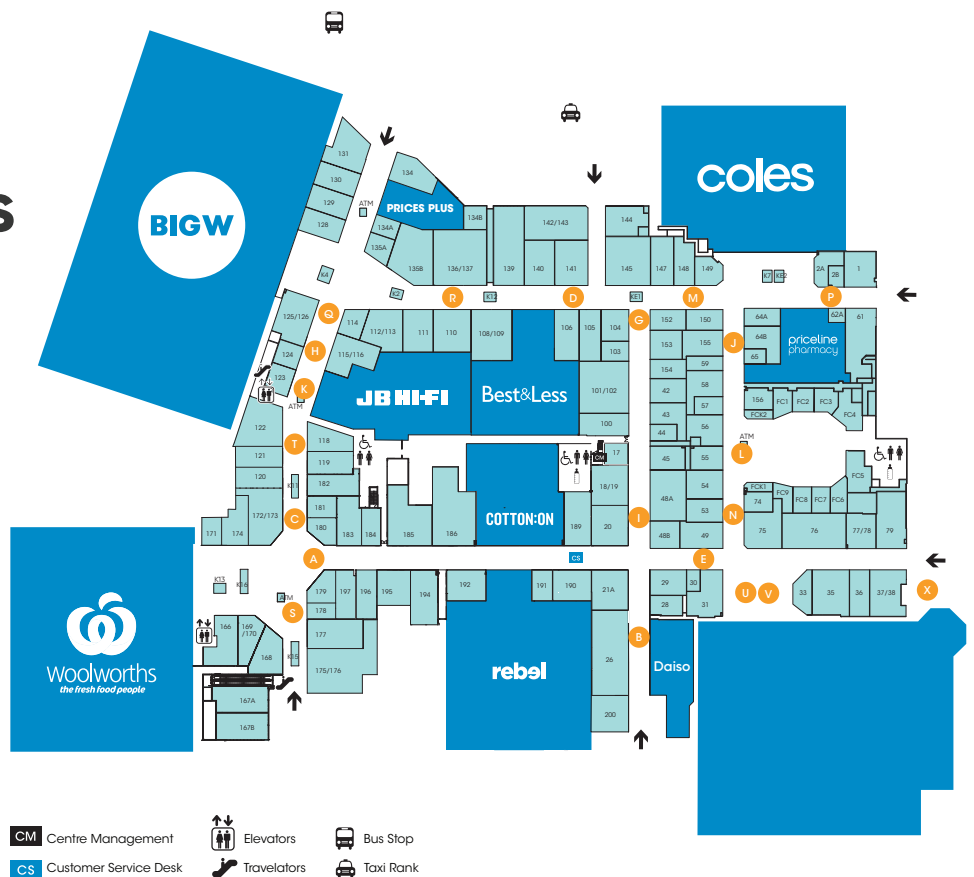 S
BIGW
coles
PRICES PLUS
131
130
129
128
ATM
134
134A
135A
134B
135B
136/137
139
142/143
140
141
144
145
147
148
149
K7
KE2
2A
2B
1
K4
K2
R
K12
D
KE1
M
P
125/126
Q
124
H
123
K
ATM
114
112/113
115/116
111
110
108/109
106
105
104
103
G
152
150
153
155
154
59
J
64A
64B
65
62A
61
priceline
pharmacy
JB HI-FI
Best&Less
101/102
100
42
58
43
57
44
56
45
55
156
FCK2
FC1
FC2
FC3
FC4
ATM
L
122
121
120
T
118
119
182
K11
181
180
C
172/173
171
174
183
184
185
186
COTTON:ON
CM
17
18/19
189
20
I
48A
54
53
48B
49
N
FCK1
74
FC9
FC8
FC7
FC6
FC5
75
76
77/78
79
A
CS
E
K13
K16
ATM
S
179
178
197
196
195
194
192
191
190
21A
29
30
28
31
U
V
33
35
36
37/38
X
166
169
/170
168
K15
177
175/176
B
26
200
Daiso
rebel
woolworths
the fresh food people
167A
167B
CM Centre Management
Elevators
Bus Stop
CS Customer Service Desk
Travelators
Taxi Rank